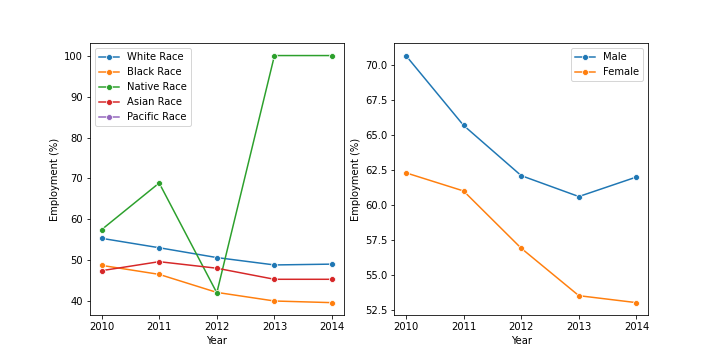 White Race
Black Race
Native Race
Asian Race
Pacific Race
100
90
80
70
60
50
40
Employment (%)
2010 2011 2012 2013 2014
Year
Male
Female
70.0
67.5
65.0
62.5
60.0
57.5
55.0
52.5
Employment (%)
2010 2011 2012 2013 2014
Year